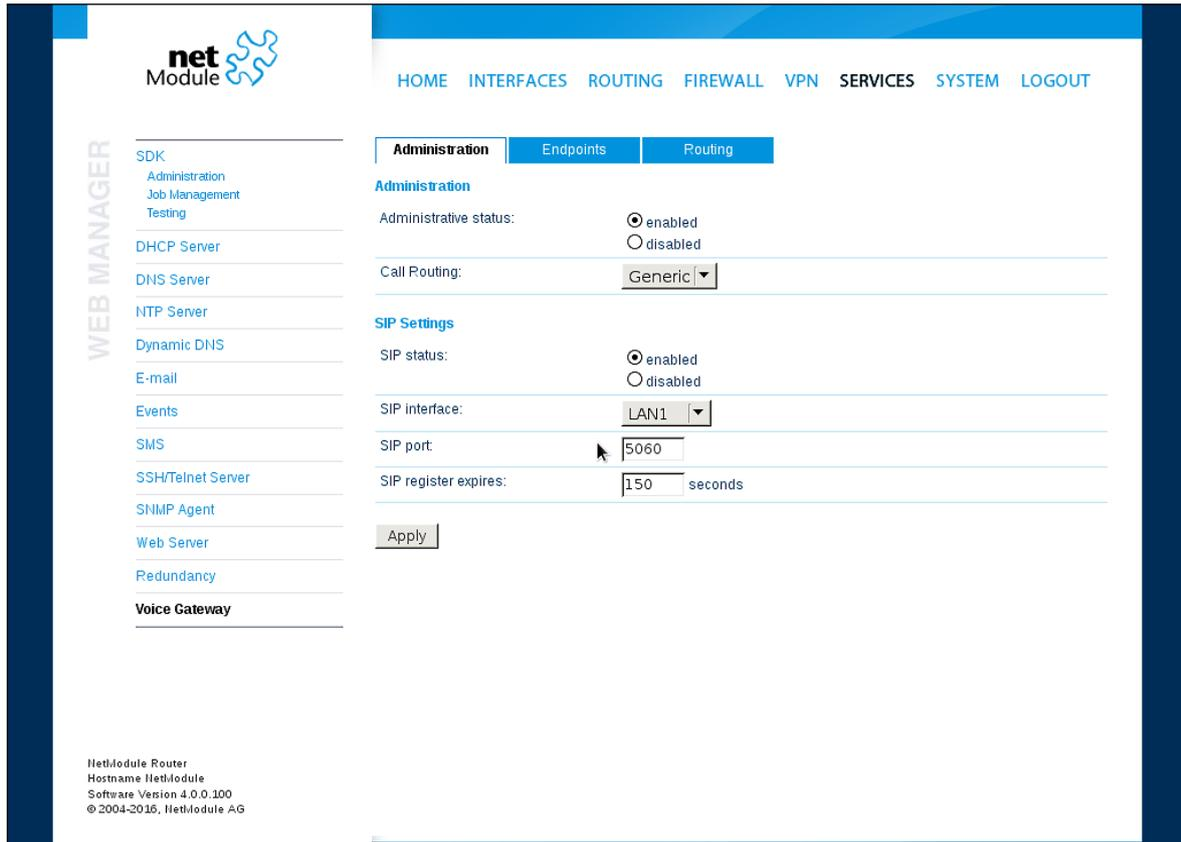 net
Module
HOME INTERFACES ROUTING FIREWALL VPN SERVICES SYSTEM LOGOUT
WEB MANAGER
SDK
Administration
Job Management
Testing
DHCP Server
DNS Server
NTP Server
Dynamic DNS
E-mail
Events
SMS
SSH/Telnet Server
SNMP Agent
Web Server
Redundancy
Voice Gateway
Administration Endpoints Routing
Administration
Administrative status: enabled
disabled
Call Routing: Generic
SIP Settings
SIP status: enabled
disabled
SIP interface: LAN1
SIP port: 5060
SIP register expires: 150 seconds
Apply
NetModule Router
Hostname NetModule
Software Version 4.0.0.100
© 2004-2016, NetModule AG